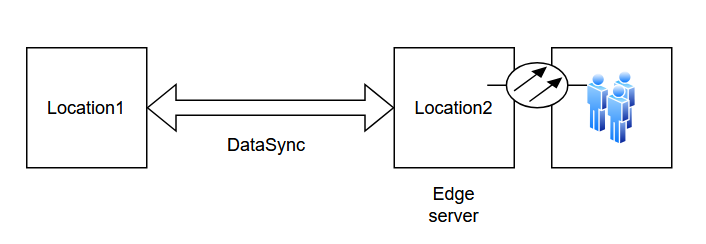 Location1
DataSync
Location2
Edge
server